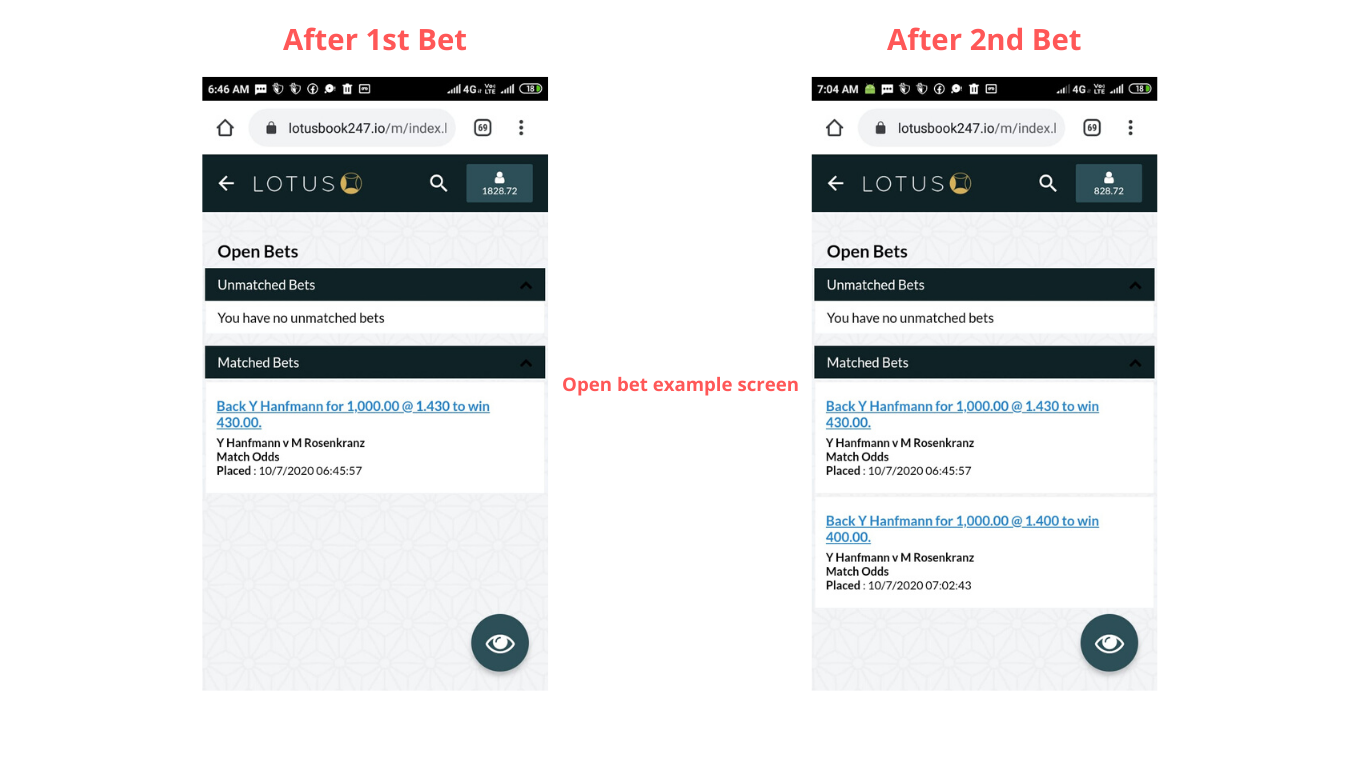 After 1st Bet
6:46 AM
4G
Vo
LTE
18
lotusbook247.io/m/index.l
69
LOTUS
1828.72
Open Bets
Unmatched Bets
You have no unmatched bets
Matched Bets
Back Y Hanfmann for 1,000.00 @ 1.430 to win
430.00.
Y Hanfmann v M Rosenkranz
Match Odds
Placed : 10/7/2020 06:45:57
Open bet example screen
After 2nd Bet
7:04 AM
4G
Vo
LTE
18
lotusbook247.io/m/index.l
69
LOTUS
828.72
Open Bets
Unmatched Bets
You have no unmatched bets
Matched Bets
Back Y Hanfmann for 1,000.00 @ 1.430 to win
430.00.
Y Hanfmann v M Rosenkranz
Match Odds
Placed : 10/7/2020 06:45:57
Back Y Hanfmann for 1,000.00 @ 1.400 to win
400.00.
Y Hanfmann v M Rosenkranz
Match Odds
Placed : 10/7/2020 07:02:43